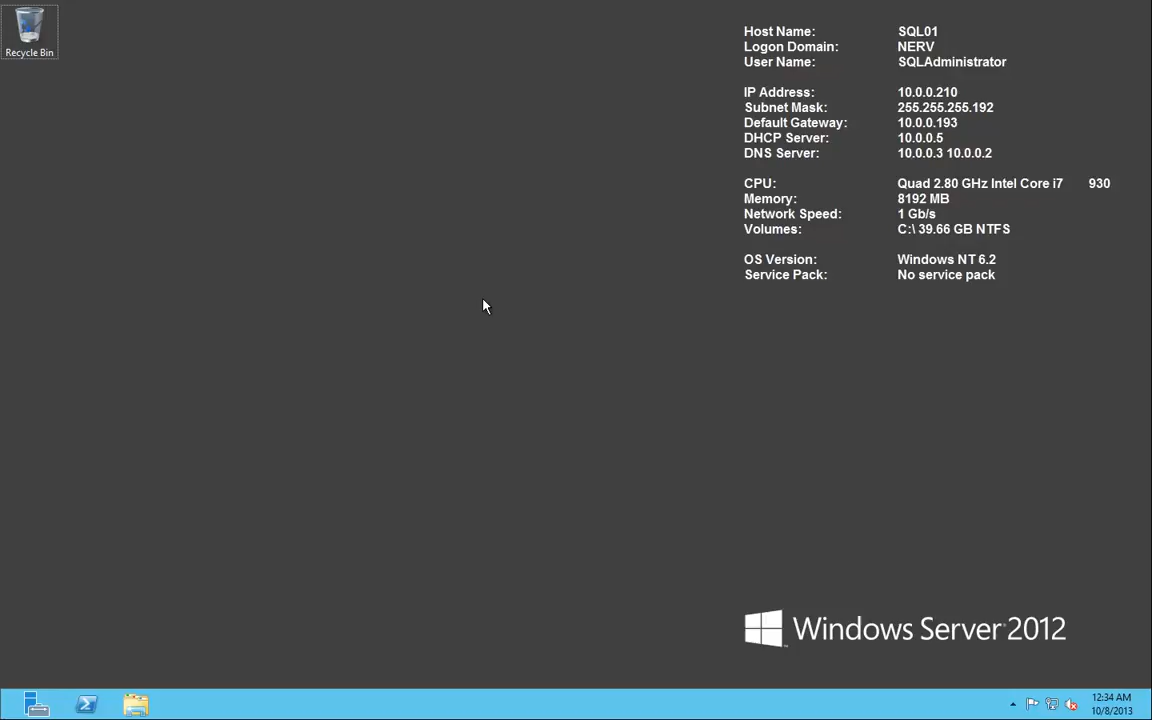 Recycle Bin
Host Name: SQL01
Logon Domain: NERV
User Name: SQLAdministrator
IP Address: 10.0.0.210
Subnet Mask: 255.255.255.192
Default Gateway: 10.0.0.193
DHCP Server: 10.0.0.5
DNS Server: 10.0.0.3 10.0.0.2
CPU: Quad 2.80 GHz Intel Core i7 930
Memory: 8192 MB
Network Speed: 1 Gb/s
Volumes: C:\ 39.66 GB NTFS
OS Version: Windows NT 6.2
Service Pack: No service pack
Windows Server 2012
12:34 AM
10/8/2013